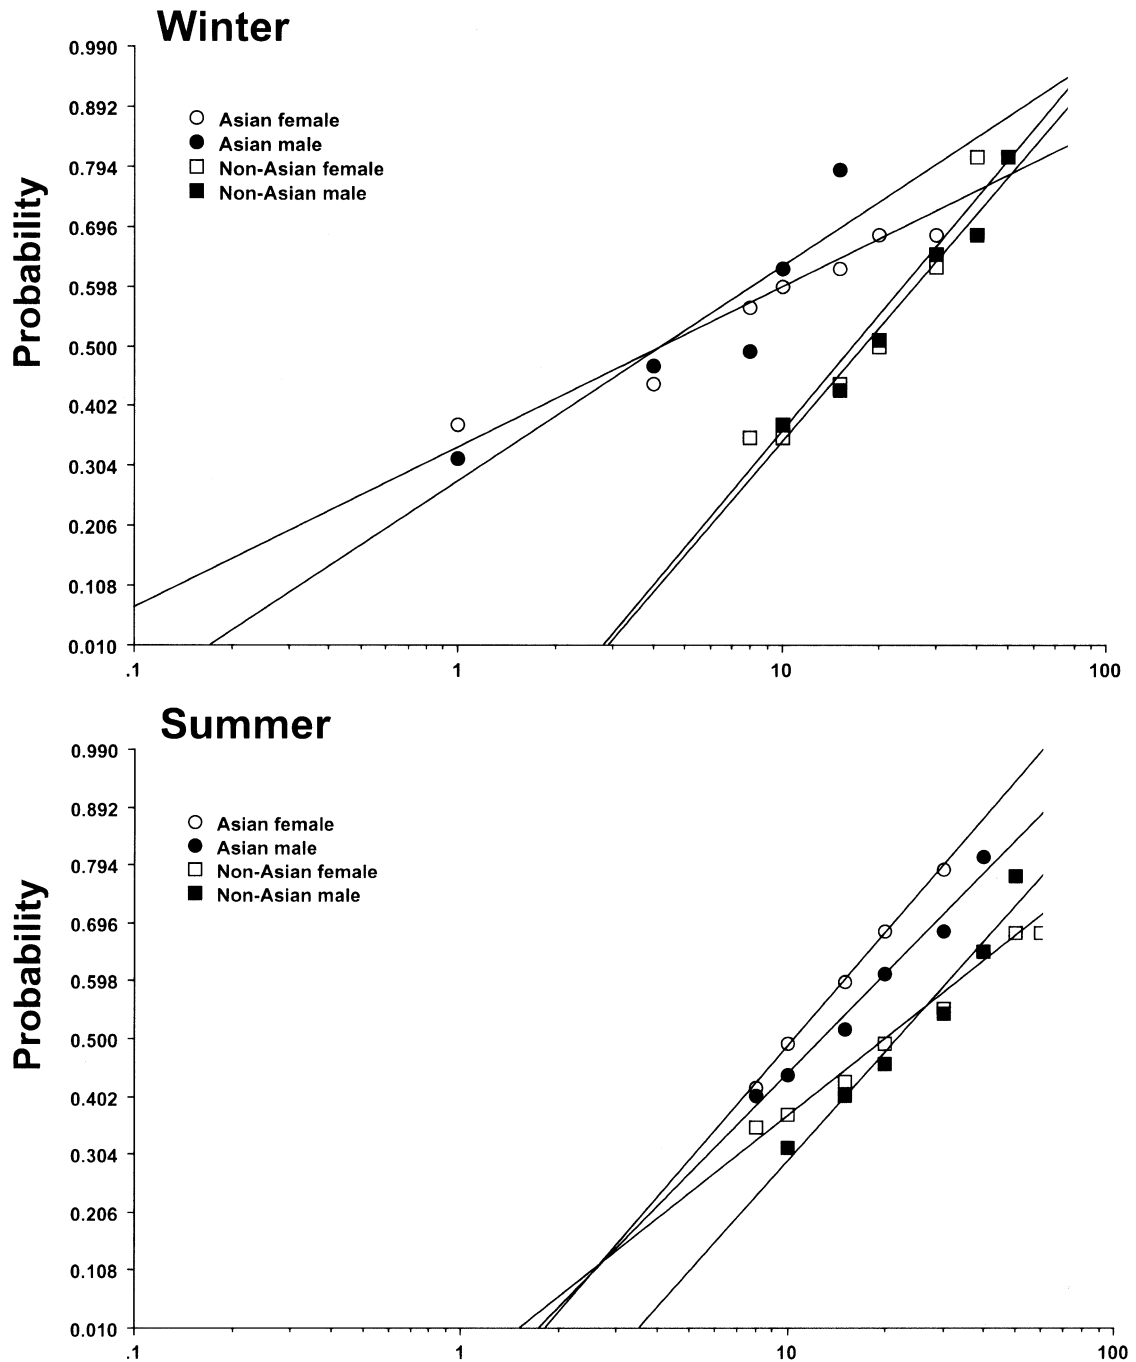 Winter
Probability
0.990
0.892
0.794
0.696
0.598
0.500
0.402
0.304
0.206
0.108
0.010
Asian female
Asian male
Non-Asian female
Non-Asian male
.1 1 10 100
Summer
Probability
0.990
0.892
0.794
0.696
0.598
0.500
0.402
0.304
0.206
0.108
0.010
Asian female
Asian male
Non-Asian female
Non-Asian male
.1 1 10 100